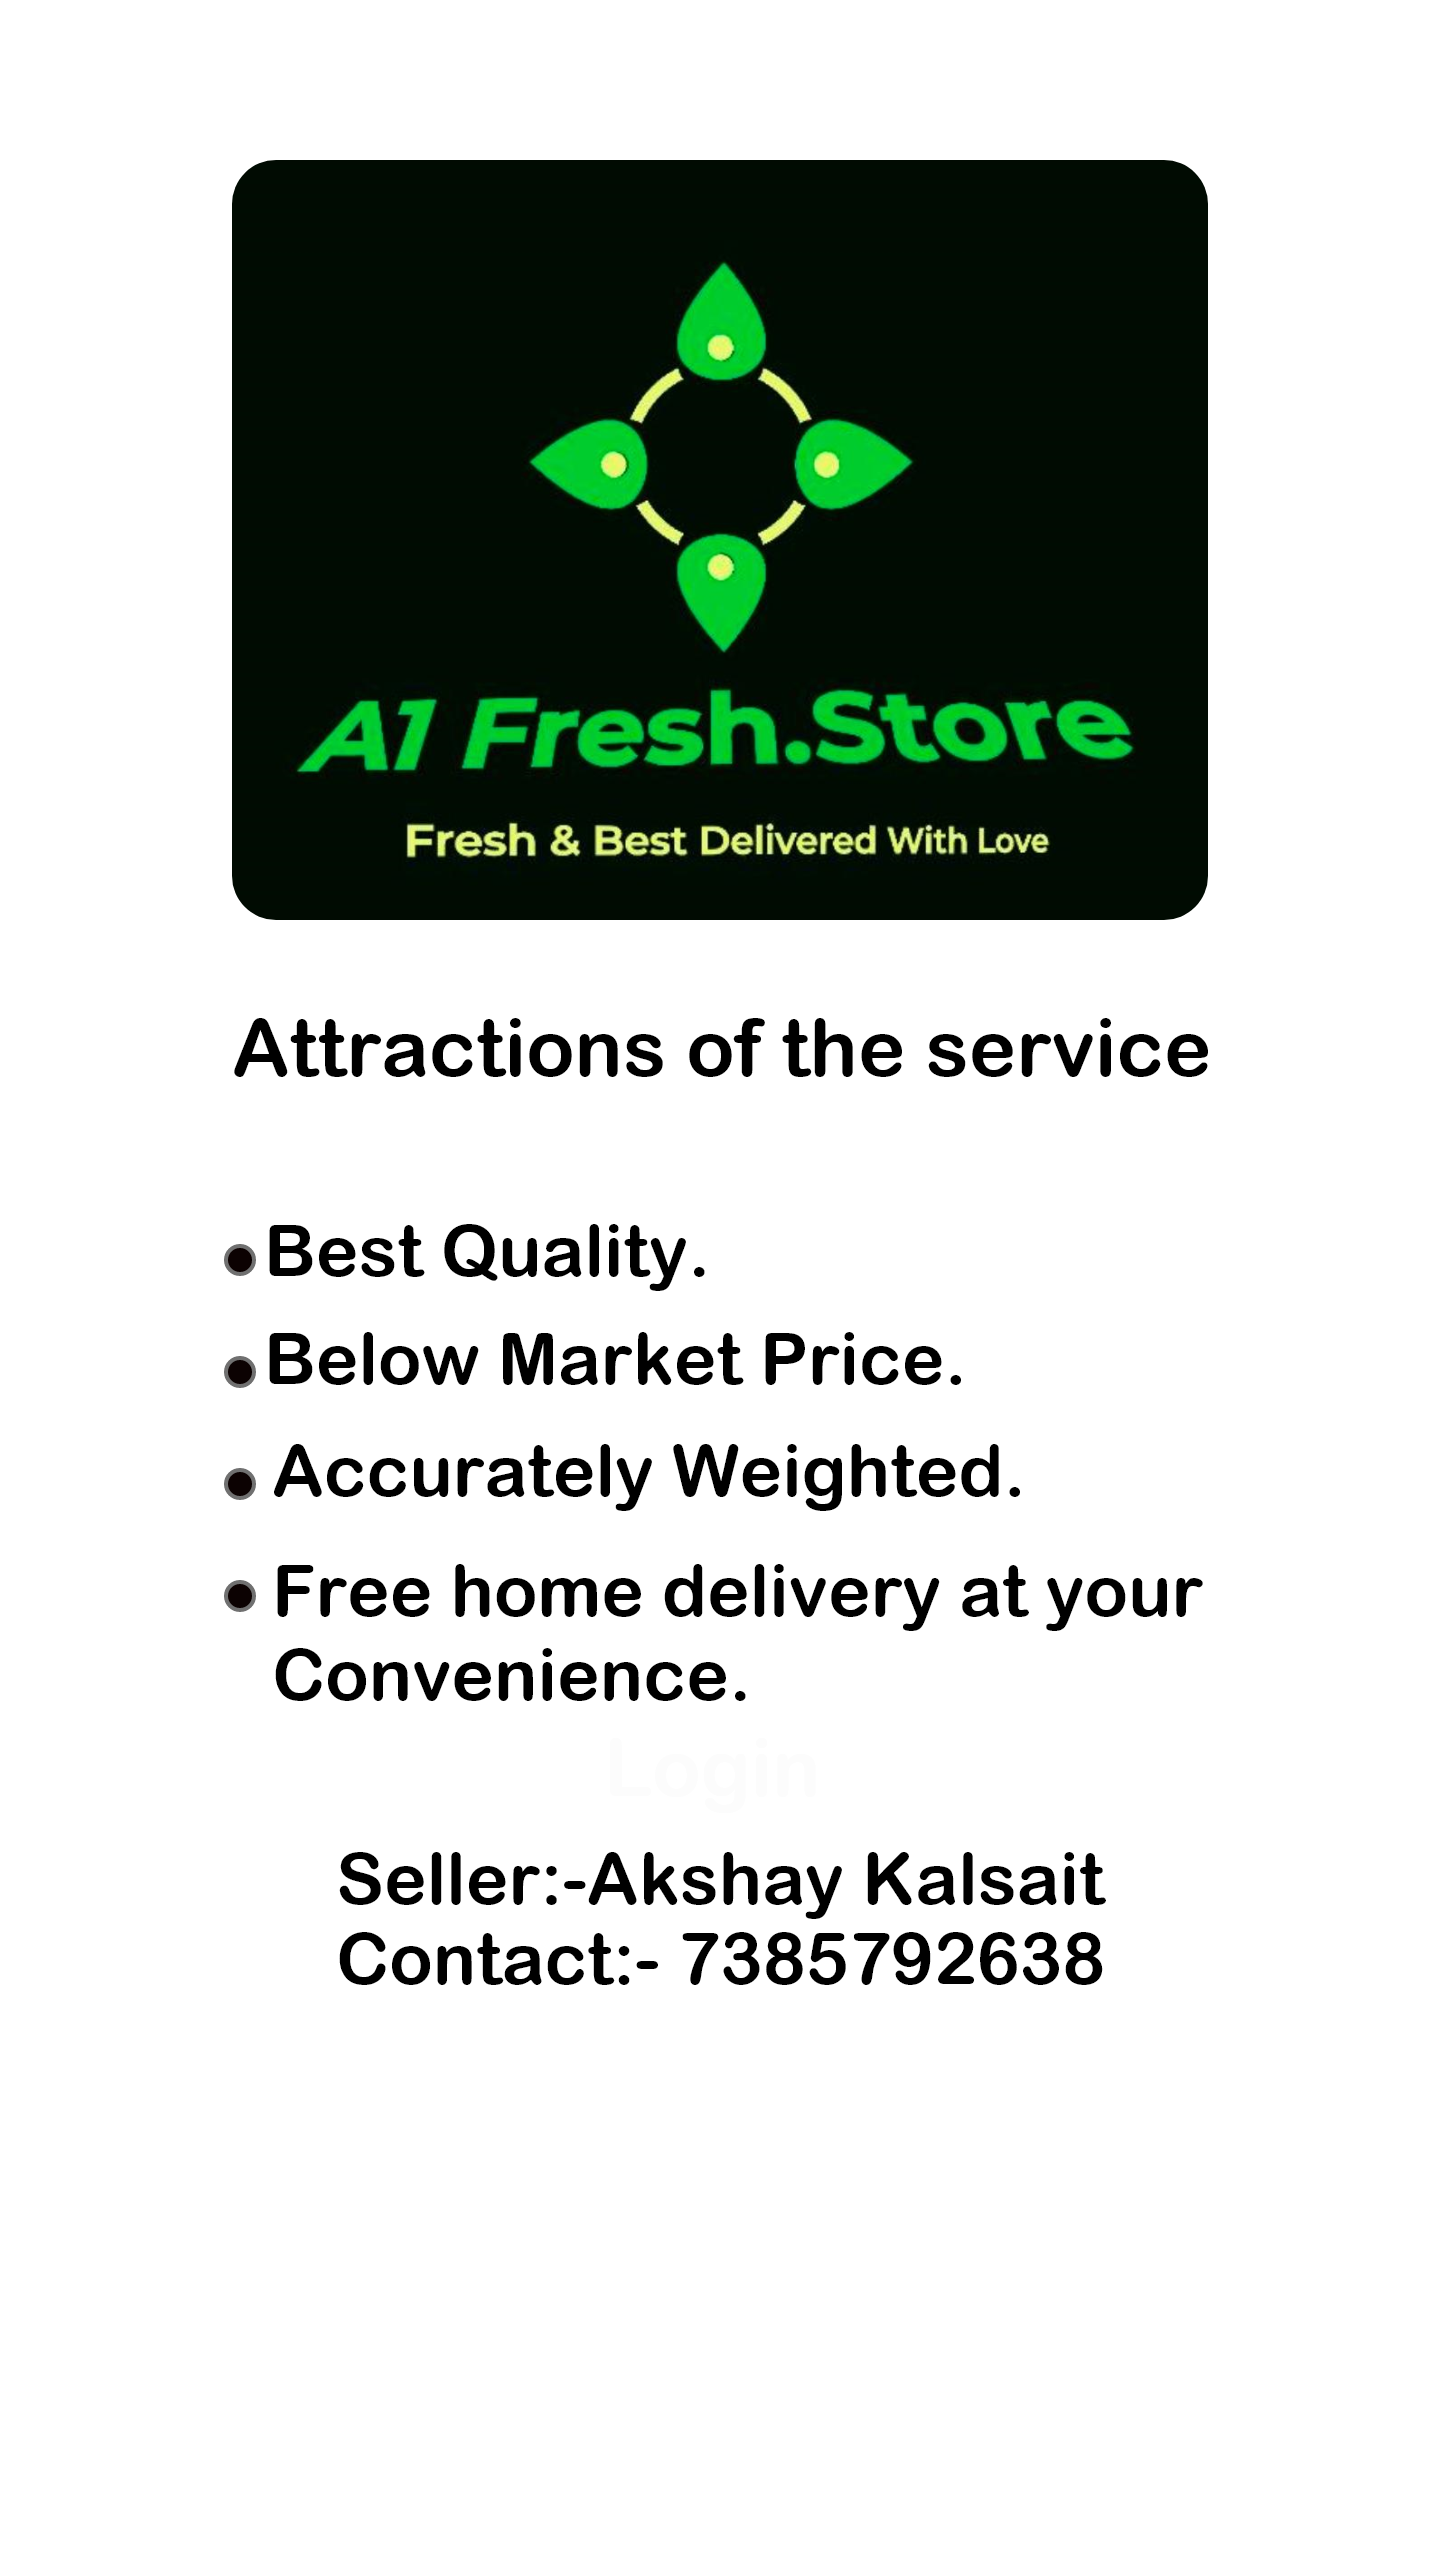 A1 Fresh.Store
Fresh & Best Delivered With Love
Attractions of the service
Best Quality.
Below Market Price.
Accurately Weighted.
Free home delivery at your
Convenience.
Login
Seller:-Akshay Kalsait
Contact:- 7385792638